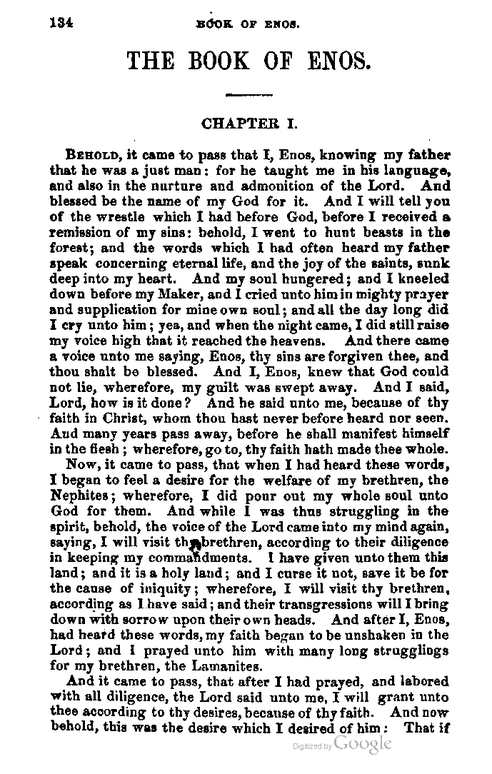 134 BOOK OF ENOS.
THE BOOK OF ENOS.
CHAPTER I.
BEHOLD, it came to pass that I, Enos, knowing my father
that he was a just man: for he taught me in his language,
and also in the nurture and admonition of the Lord. And
blessed be the name of my God for it. And I will tell you
of the wrestle which I had before God, before I received a
remission of my sins: behold, I went to hunt beasts in the
forest; and the words which I had often heard my father
speak concerning eternal life, and the joy of the saints, sunk
deep into my heart. And my soul hungered; and I kneeled
down before my Maker, and I cried unto him in mighty prayer
and supplication for mine own soul; and all the day long did
I cry unto him; yea, and when the night came, I did still raise
my voice high that it reached the heavens. And there came
a voice unto me saying, Enos, thy sins are forgiven thee, and
thou shalt be blessed. And I, Enos, knew that God could
not lie, wherefore, my guilt was swept away. And I said,
Lord, how is it done? And he said unto me, because of thy
faith in Christ, whom thou hast never before heard nor seen.
And many years pass away, before he shall manifest himself
in the flesh; wherefore, go to, thy faith hath made thee whole.
Now, it came to pass, that when I had heard these words,
I began to feel a desire for the welfare of my brethren, the
Nephites; wherefore, I did pour out my whole soul unto
God for them. And while I was thus struggling in the
spirit, behold, the voice of the Lord came into my mind again,
saying, I will visit thy brethren, according to their diligence
in keeping my commandments. I have given unto them this
land; and it is a holy land; and I curse it not, save it be for
the cause of iniquity; wherefore, I will visit thy brethren,
according as I have said; and their transgressions will I bring
down with sorrow upon their own heads. And after I, Enos,
had heard these words, my faith began to be unshaken in the
Lord; and I prayed unto him with many long strugglings
for my brethren, the Lamanites.
And it came to pass, that after I had prayed, and labored
with all diligence, the Lord said unto me, I will grant unto
thee according to thy desires, because of thy faith. And now
behold, this was the desire which I desired of him: That if
Digitized by Google